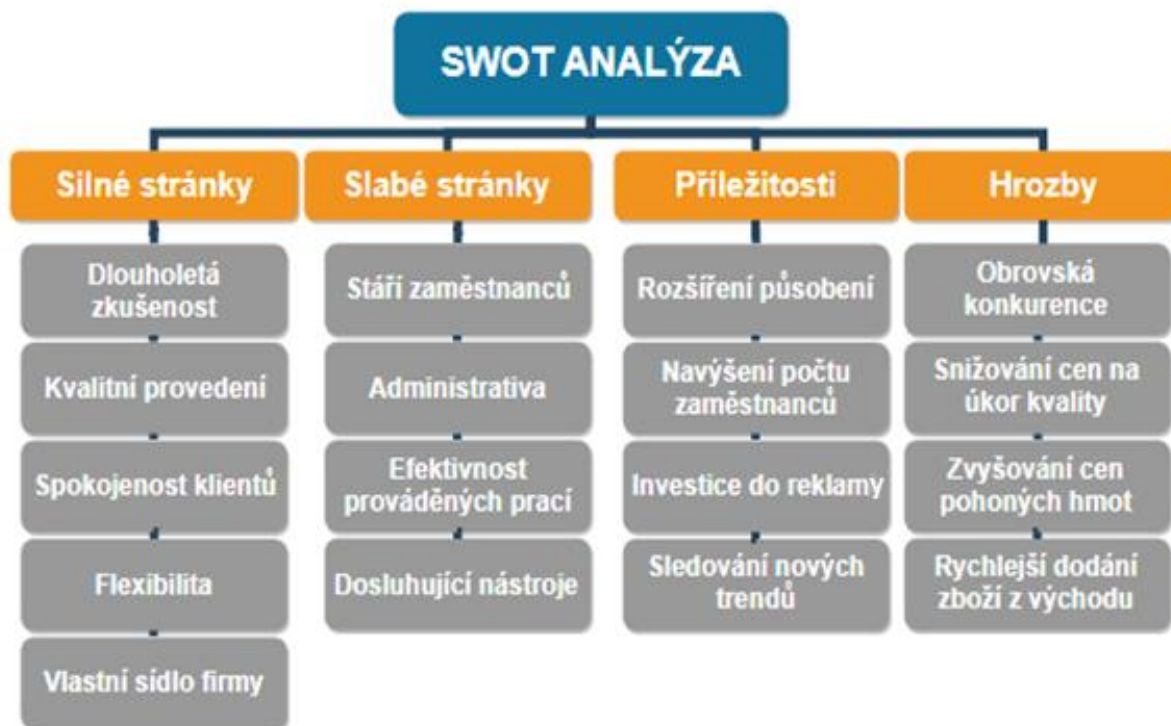 SWOT ANALÝZA
Silné stránky
Dlouholetá
zkušenost
Kvalitní provedení
Spokojenost klientů
Flexibilita
Vlastní sídlo firmy
Slabé stránky
Stáří zaměstnanců
Administrativa
Efektivnost
prováděných prací
Dosluhující nástroje
Příležitosti
Rozšíření působení
Navýšení počtu
zaměstnanců
Investice do reklamy
Sledování nových
trendů
Hrozby
Obrovská
konkurence
Snižování cen na
úkor kvality
Zvyšování cen
pohoných hmot
Rychlejší dodání
zboží z východu